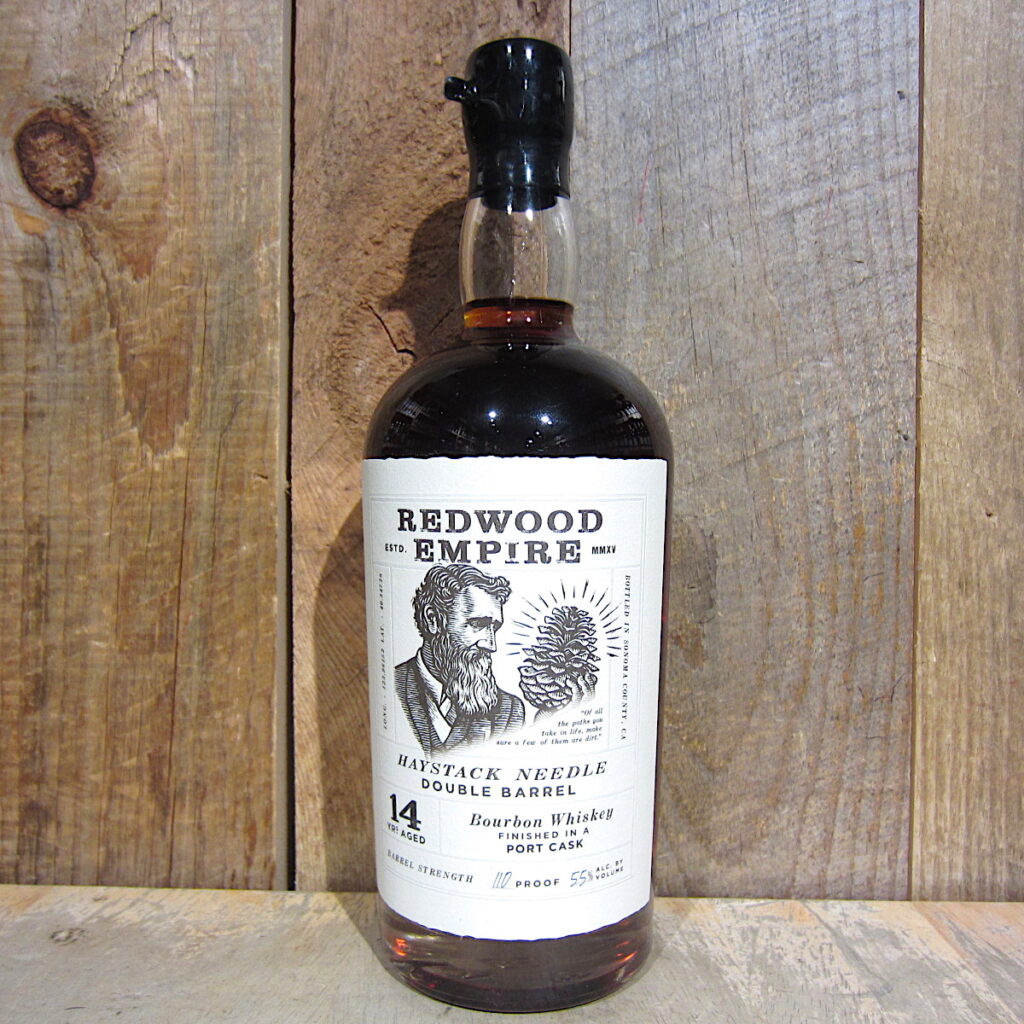 REDWOOD
ESTD. EMPIRE MMXV
BOTTLED IN SONOMA COUNTY, CA
"Of all
the paths you
take in life, make
sure a few of them are dirt."
HAYSTACK NEEDLE
DOUBLE BARREL
14
YRS AGED
Bourbon Whiskey
FINISHED IN A
PORT CASK
BARREL STRENGTH
110 PROOF 55% ALC. BY
VOLUME